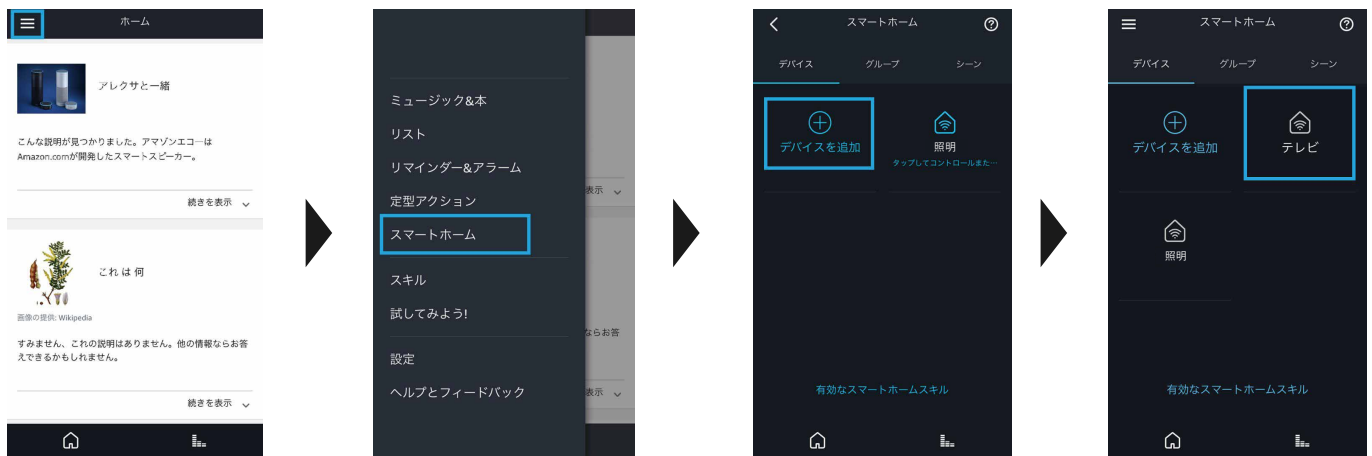 ホーム
アレクサと一緒
こんな説明が見つかりました。アマゾンエコーは
Amazon.comが開発したスマートスピーカー。
続きを表示
これ は 何
画像の提供: Wikipedia
すみません、これの説明はありません。他の情報ならお答
えできるかもしれません。
続きを表示
ミュージック&本
リスト
リマインダー&アラーム
定型アクション
スマートホーム
スキル
試してみよう!
設定
ヘルプとフィードバック
表示
ならお答
表示
スマートホーム
デバイス
グループ
シーン
デバイスを追加
照明
タップしてコントロールまた…
有効なスマートホームスキル
スマートホーム
デバイス
グループ
シーン
デバイスを追加
テレビ
照明
有効なスマートホームスキル